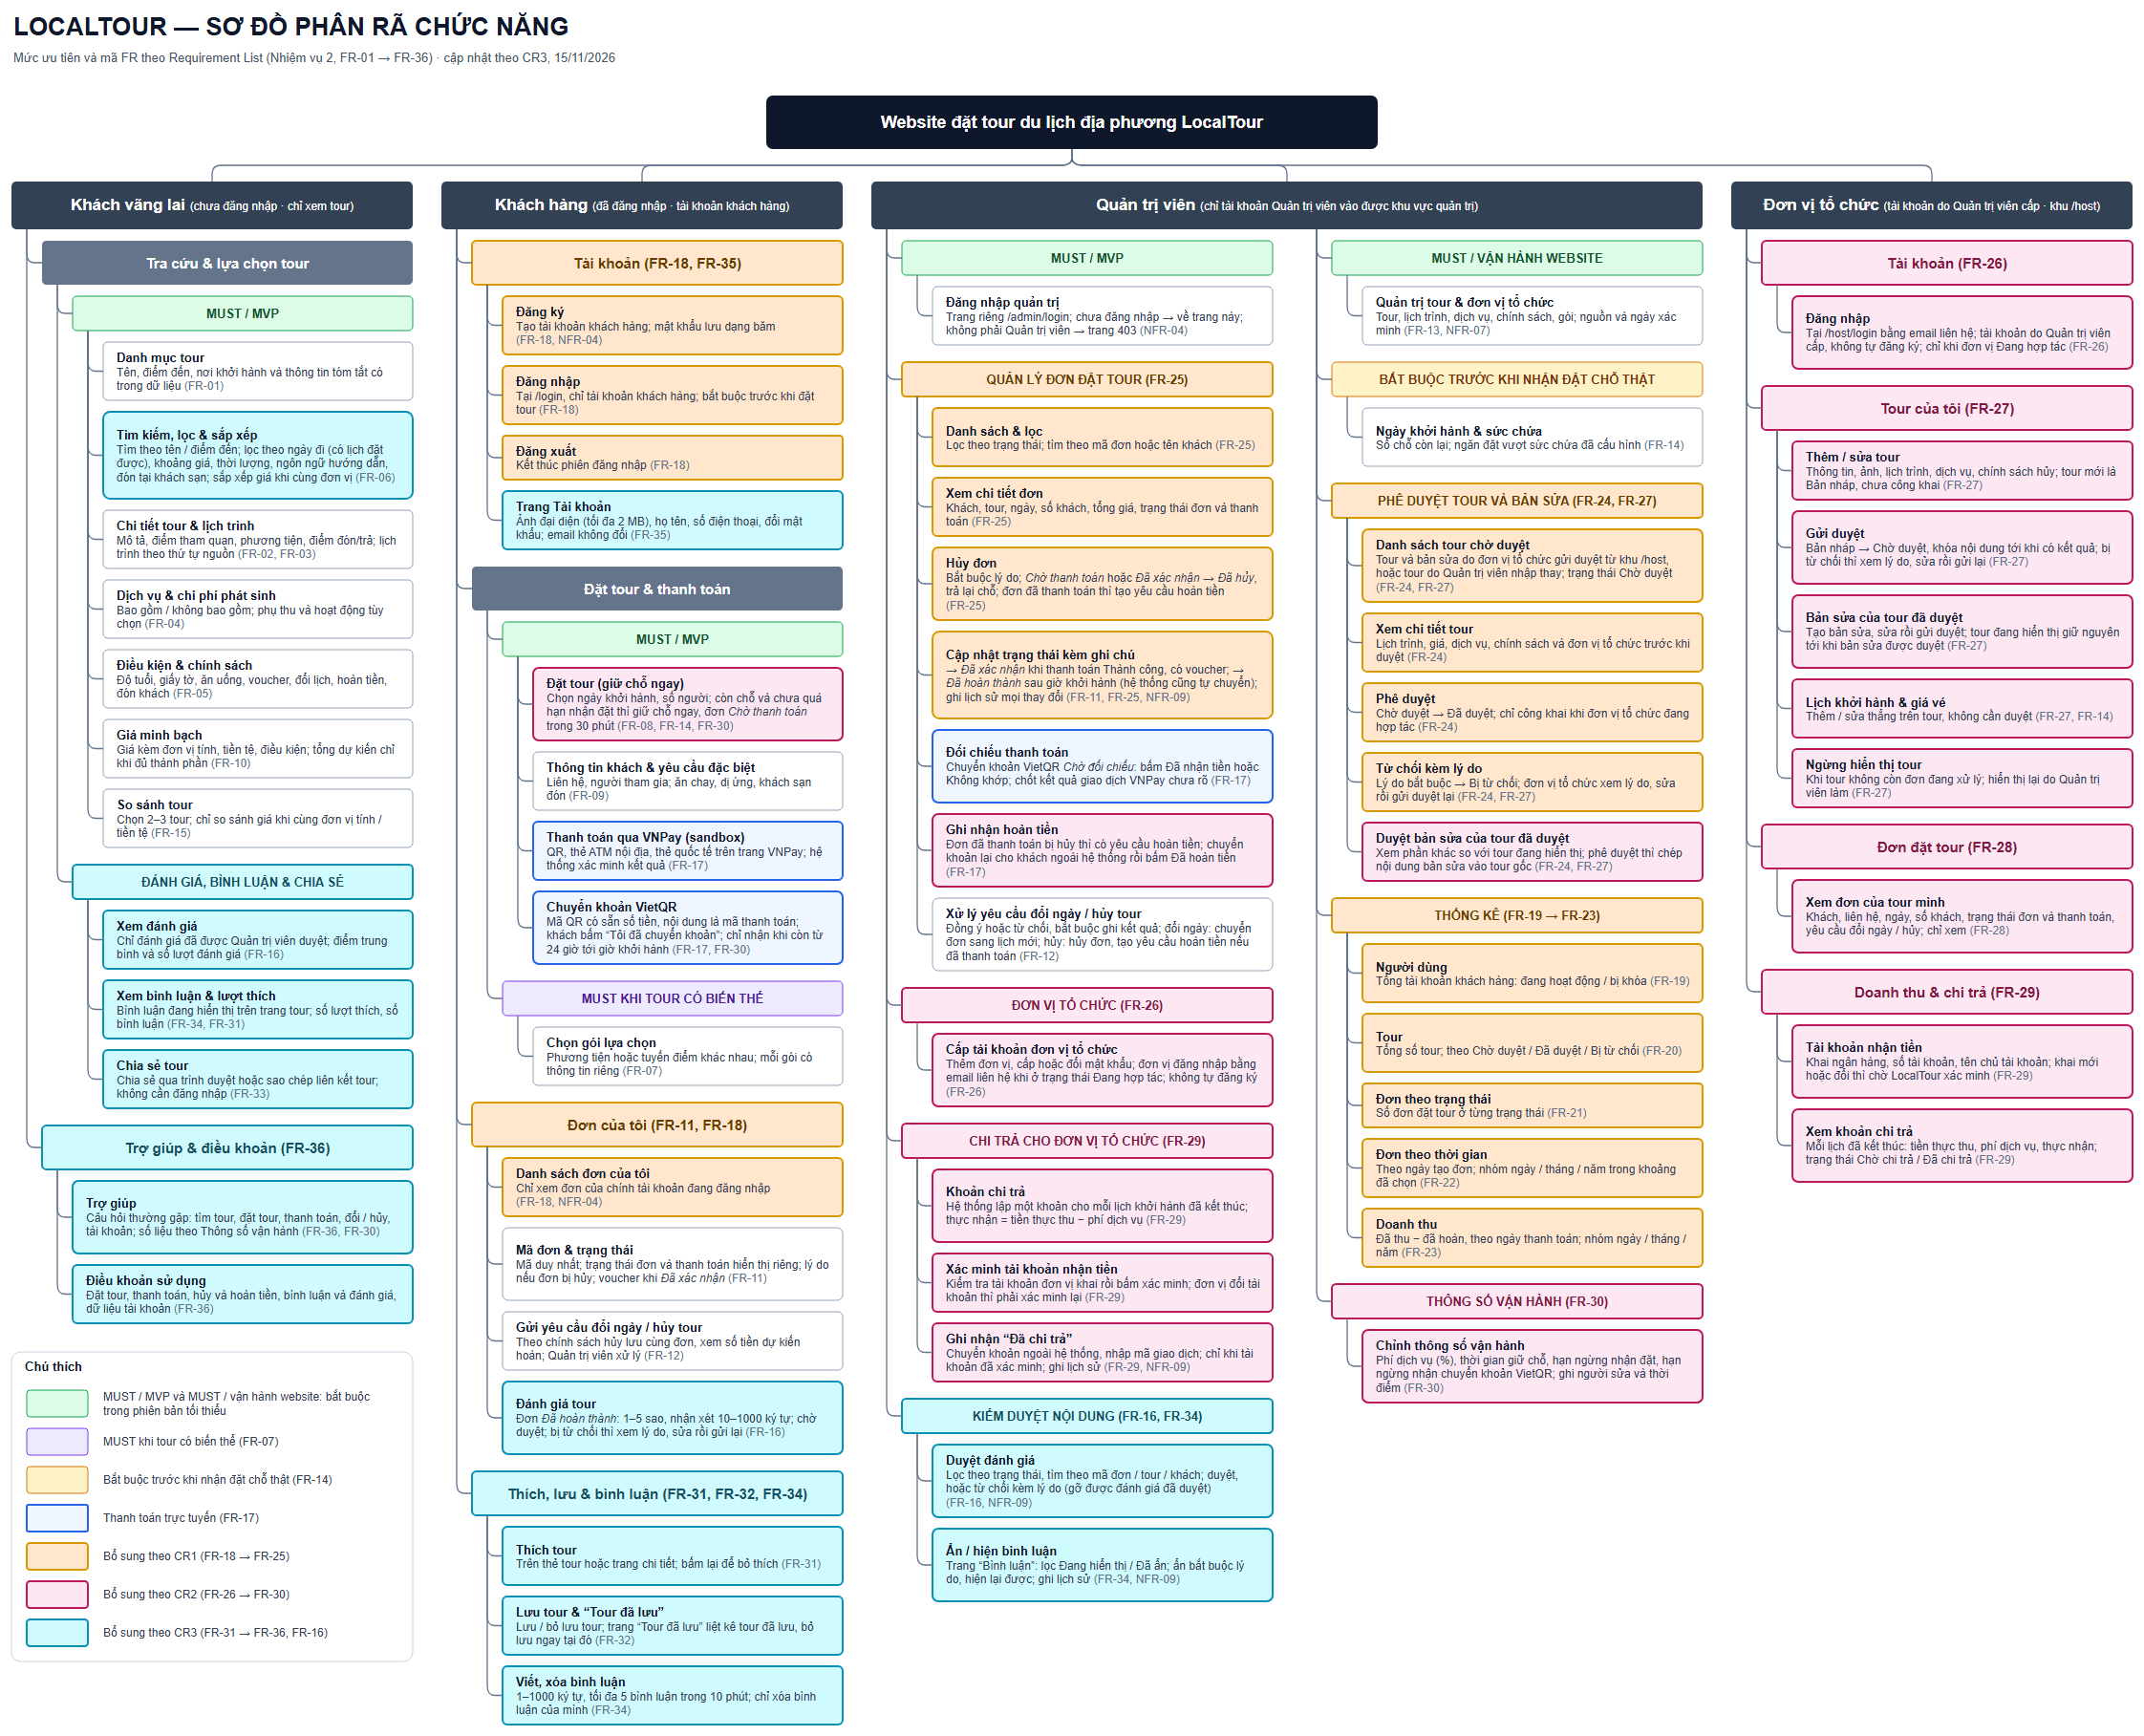 LOCALTOUR — SƠ ĐỒ PHÂN RÃ CHỨC NĂNG
Mức ưu tiên và mã FR theo Requirement List (Nhiệm vụ 2, FR-01 → FR-36) · cập nhật theo CR3, 15/11/2026
Website đặt tour du lịch địa phương LocalTour
Khách vãng lai (chưa đăng nhập · chỉ xem tour)
Tra cứu & lựa chọn tour
MUST / MVP
Danh mục tour
Tên, điểm đến, nơi khởi hành và thông tin tóm tắt có
trong dữ liệu (FR-01)
Tìm kiếm, lọc & sắp xếp
Tìm theo tên / điểm đến; lọc theo ngày đi (có lịch đặt
được), khoảng giá, thời lượng, ngôn ngữ hướng dẫn,
đón tại khách sạn; sắp xếp giá khi cùng đơn vị (FR-06)
Chi tiết tour & lịch trình
Mô tả, điểm tham quan, phương tiện, điểm đón/trả; lịch
trình theo thứ tự nguồn (FR-02, FR-03)
Dịch vụ & chi phí phát sinh
Bao gồm / không bao gồm; phụ thu và hoạt động tùy
chọn (FR-04)
Điều kiện & chính sách
Độ tuổi, giấy tờ, ăn uống, voucher, đổi lịch, hoàn tiền,
đón khách (FR-05)
Giá minh bạch
Giá kèm đơn vị tính, tiền tệ, điều kiện; tổng dự kiến chỉ
khi đủ thành phần (FR-10)
So sánh tour
Chọn 2–3 tour; chỉ so sánh giá khi cùng đơn vị tính /
tiền tệ (FR-15)
ĐÁNH GIÁ, BÌNH LUẬN & CHIA SẺ
Xem đánh giá
Chỉ đánh giá đã được Quản trị viên duyệt; điểm trung
bình và số lượt đánh giá (FR-16)
Xem bình luận & lượt thích
Bình luận đang hiển thị trên trang tour; số lượt thích, số
bình luận (FR-34, FR-31)
Chia sẻ tour
Chia sẻ qua trình duyệt hoặc sao chép liên kết tour;
không cần đăng nhập (FR-33)
Trợ giúp & điều khoản (FR-36)
Trợ giúp
Câu hỏi thường gặp: tìm tour, đặt tour, thanh toán, đổi / hủy,
tài khoản; số liệu theo Thông số vận hành (FR-36, FR-30)
Điều khoản sử dụng
Đặt tour, thanh toán, hủy và hoàn tiền, bình luận và đánh giá,
dữ liệu tài khoản (FR-36)
Chú thích
MUST / MVP và MUST / vận hành website: bắt buộc
trong phiên bản tối thiểu
MUST khi tour có biến thể (FR-07)
Bắt buộc trước khi nhận đặt chỗ thật (FR-14)
Thanh toán trực tuyến (FR-17)
Bổ sung theo CR1 (FR-18 → FR-25)
Bổ sung theo CR2 (FR-26 → FR-30)
Bổ sung theo CR3 (FR-31 → FR-36, FR-16)
Khách hàng (đã đăng nhập · tài khoản khách hàng)
Tài khoản (FR-18, FR-35)
Đăng ký
Tạo tài khoản khách hàng; mật khẩu lưu dạng băm
(FR-18, NFR-04)
Đăng nhập
Tại /login, chỉ tài khoản khách hàng; bắt buộc trước khi đặt
tour (FR-18)
Đăng xuất
Kết thúc phiên đăng nhập (FR-18)
Trang Tài khoản
Ảnh đại diện (tối đa 2 MB), họ tên, số điện thoại, đổi mật
khẩu; email không đổi (FR-35)
Đặt tour & thanh toán
MUST / MVP
Đặt tour (giữ chỗ ngay)
Chọn ngày khởi hành, số người; còn chỗ và chưa quá
hạn nhận đặt thì giữ chỗ ngay, đơn Chờ thanh toán
trong 30 phút (FR-08, FR-14, FR-30)
Thông tin khách & yêu cầu đặc biệt
Liên hệ, người tham gia; ăn chay, dị ứng, khách sạn
đón (FR-09)
Thanh toán qua VNPay (sandbox)
QR, thẻ ATM nội địa, thẻ quốc tế trên trang VNPay; hệ
thống xác minh kết quả (FR-17)
Chuyển khoản VietQR
Mã QR có sẵn số tiền, nội dung là mã thanh toán;
khách bấm “Tôi đã chuyển khoản”; chỉ nhận khi còn từ
24 giờ tới giờ khởi hành (FR-17, FR-30)
MUST KHI TOUR CÓ BIẾN THỂ
Chọn gói lựa chọn
Phương tiện hoặc tuyến điểm khác nhau; mỗi gói có
thông tin riêng (FR-07)
Đơn của tôi (FR-11, FR-18)
Danh sách đơn của tôi
Chỉ xem đơn của chính tài khoản đang đăng nhập
(FR-18, NFR-04)
Mã đơn & trạng thái
Mã duy nhất; trạng thái đơn và thanh toán hiển thị riêng; lý do
nếu đơn bị hủy; voucher khi Đã xác nhận (FR-11)
Gửi yêu cầu đổi ngày / hủy tour
Theo chính sách hủy lưu cùng đơn, xem số tiền dự kiến
hoàn; Quản trị viên xử lý (FR-12)
Đánh giá tour
Đơn Đã hoàn thành: 1–5 sao, nhận xét 10–1000 ký tự; chờ
duyệt; bị từ chối thì xem lý do, sửa rồi gửi lại (FR-16)
Thích, lưu & bình luận (FR-31, FR-32, FR-34)
Thích tour
Trên thẻ tour hoặc trang chi tiết; bấm lại để bỏ thích (FR-31)
Lưu tour & “Tour đã lưu”
Lưu / bỏ lưu tour; trang “Tour đã lưu” liệt kê tour đã lưu, bỏ
lưu ngay tại đó (FR-32)
Viết, xóa bình luận
1–1000 ký tự, tối đa 5 bình luận trong 10 phút; chỉ xóa bình
luận của mình (FR-34)
Quản trị viên (chỉ tài khoản Quản trị viên vào được khu vực quản trị)
MUST / MVP
Đăng nhập quản trị
Trang riêng /admin/login; chưa đăng nhập → về trang này;
không phải Quản trị viên → trang 403 (NFR-04)
QUẢN LÝ ĐƠN ĐẶT TOUR (FR-25)
Danh sách & lọc
Lọc theo trạng thái; tìm theo mã đơn hoặc tên khách (FR-25)
Xem chi tiết đơn
Khách, tour, ngày, số khách, tổng giá, trạng thái đơn và thanh
toán (FR-25)
Hủy đơn
Bắt buộc lý do; Chờ thanh toán hoặc Đã xác nhận → Đã hủy,
trả lại chỗ; đơn đã thanh toán thì tạo yêu cầu hoàn tiền
(FR-25)
Cập nhật trạng thái kèm ghi chú
→ Đã xác nhận khi thanh toán Thành công, có voucher; →
Đã hoàn thành sau giờ khởi hành (hệ thống cũng tự chuyển);
ghi lịch sử mọi thay đổi (FR-11, FR-25, NFR-09)
Đối chiếu thanh toán
Chuyển khoản VietQR Chờ đối chiếu: bấm Đã nhận tiền hoặc
Không khớp; chốt kết quả giao dịch VNPay chưa rõ (FR-17)
Ghi nhận hoàn tiền
Đơn đã thanh toán bị hủy thì có yêu cầu hoàn tiền; chuyển
khoản lại cho khách ngoài hệ thống rồi bấm Đã hoàn tiền
(FR-17)
Xử lý yêu cầu đổi ngày / hủy tour
Đồng ý hoặc từ chối, bắt buộc ghi kết quả; đổi ngày: chuyển
đơn sang lịch mới; hủy: hủy đơn, tạo yêu cầu hoàn tiền nếu
đã thanh toán (FR-12)
ĐƠN VỊ TỔ CHỨC (FR-26)
Cấp tài khoản đơn vị tổ chức
Thêm đơn vị, cấp hoặc đổi mật khẩu; đơn vị đăng nhập bằng
email liên hệ khi ở trạng thái Đang hợp tác; không tự đăng ký
(FR-26)
CHI TRẢ CHO ĐƠN VỊ TỔ CHỨC (FR-29)
Khoản chi trả
Hệ thống lập một khoản cho mỗi lịch khởi hành đã kết thúc;
thực nhận = tiền thực thu − phí dịch vụ (FR-29)
Xác minh tài khoản nhận tiền
Kiểm tra tài khoản đơn vị khai rồi bấm xác minh; đơn vị đổi tài
khoản thì phải xác minh lại (FR-29)
Ghi nhận “Đã chi trả”
Chuyển khoản ngoài hệ thống, nhập mã giao dịch; chỉ khi tài
khoản đã xác minh; ghi lịch sử (FR-29, NFR-09)
KIỂM DUYỆT NỘI DUNG (FR-16, FR-34)
Duyệt đánh giá
Lọc theo trạng thái, tìm theo mã đơn / tour / khách; duyệt,
hoặc từ chối kèm lý do (gỡ được đánh giá đã duyệt)
(FR-16, NFR-09)
Ẩn / hiện bình luận
Trang “Bình luận”: lọc Đang hiển thị / Đã ẩn; ẩn bắt buộc lý
do, hiện lại được; ghi lịch sử (FR-34, NFR-09)
MUST / VẬN HÀNH WEBSITE
Quản trị tour & đơn vị tổ chức
Tour, lịch trình, dịch vụ, chính sách, gói; nguồn và ngày xác
minh (FR-13, NFR-07)
BẮT BUỘC TRƯỚC KHI NHẬN ĐẶT CHỖ THẬT
Ngày khởi hành & sức chứa
Số chỗ còn lại; ngăn đặt vượt sức chứa đã cấu hình (FR-14)
PHÊ DUYỆT TOUR VÀ BẢN SỬA (FR-24, FR-27)
Danh sách tour chờ duyệt
Tour và bản sửa do đơn vị tổ chức gửi duyệt từ khu /host,
hoặc tour do Quản trị viên nhập thay; trạng thái Chờ duyệt
(FR-24, FR-27)
Xem chi tiết tour
Lịch trình, giá, dịch vụ, chính sách và đơn vị tổ chức trước khi
duyệt (FR-24)
Phê duyệt
Chờ duyệt → Đã duyệt; chỉ công khai khi đơn vị tổ chức đang
hợp tác (FR-24)
Từ chối kèm lý do
Lý do bắt buộc → Bị từ chối; đơn vị tổ chức xem lý do, sửa
rồi gửi duyệt lại (FR-24, FR-27)
Duyệt bản sửa của tour đã duyệt
Xem phần khác so với tour đang hiển thị; phê duyệt thì chép
nội dung bản sửa vào tour gốc (FR-24, FR-27)
THỐNG KÊ (FR-19 → FR-23)
Người dùng
Tổng tài khoản khách hàng: đang hoạt động / bị khóa (FR-19)
Tour
Tổng số tour; theo Chờ duyệt / Đã duyệt / Bị từ chối (FR-20)
Đơn theo trạng thái
Số đơn đặt tour ở từng trạng thái (FR-21)
Đơn theo thời gian
Theo ngày tạo đơn; nhóm ngày / tháng / năm trong khoảng
đã chọn (FR-22)
Doanh thu
Đã thu − đã hoàn, theo ngày thanh toán; nhóm ngày / tháng /
năm (FR-23)
THÔNG SỐ VẬN HÀNH (FR-30)
Chỉnh thông số vận hành
Phí dịch vụ (%), thời gian giữ chỗ, hạn ngừng nhận đặt, hạn
ngừng nhận chuyển khoản VietQR; ghi người sửa và thời
điểm (FR-30)
Đơn vị tổ chức (tài khoản do Quản trị viên cấp · khu /host)
Tài khoản (FR-26)
Đăng nhập
Tại /host/login bằng email liên hệ; tài khoản do Quản trị viên
cấp, không tự đăng ký; chỉ khi đơn vị Đang hợp tác (FR-26)
Tour của tôi (FR-27)
Thêm / sửa tour
Thông tin, ảnh, lịch trình, dịch vụ, chính sách hủy; tour mới là
Bản nháp, chưa công khai (FR-27)
Gửi duyệt
Bản nháp → Chờ duyệt, khóa nội dung tới khi có kết quả; bị
từ chối thì xem lý do, sửa rồi gửi lại (FR-27)
Bản sửa của tour đã duyệt
Tạo bản sửa, sửa rồi gửi duyệt; tour đang hiển thị giữ nguyên
tới khi bản sửa được duyệt (FR-27)
Lịch khởi hành & giá vé
Thêm / sửa thẳng trên tour, không cần duyệt (FR-27, FR-14)
Ngừng hiển thị tour
Khi tour không còn đơn đang xử lý; hiển thị lại do Quản trị
viên làm (FR-27)
Đơn đặt tour (FR-28)
Xem đơn của tour mình
Khách, liên hệ, ngày, số khách, trạng thái đơn và thanh toán,
yêu cầu đổi ngày / hủy; chỉ xem (FR-28)
Doanh thu & chi trả (FR-29)
Tài khoản nhận tiền
Khai ngân hàng, số tài khoản, tên chủ tài khoản; khai mới
hoặc đổi thì chờ LocalTour xác minh (FR-29)
Xem khoản chi trả
Mỗi lịch đã kết thúc: tiền thực thu, phí dịch vụ, thực nhận;
trạng thái Chờ chi trả / Đã chi trả (FR-29)